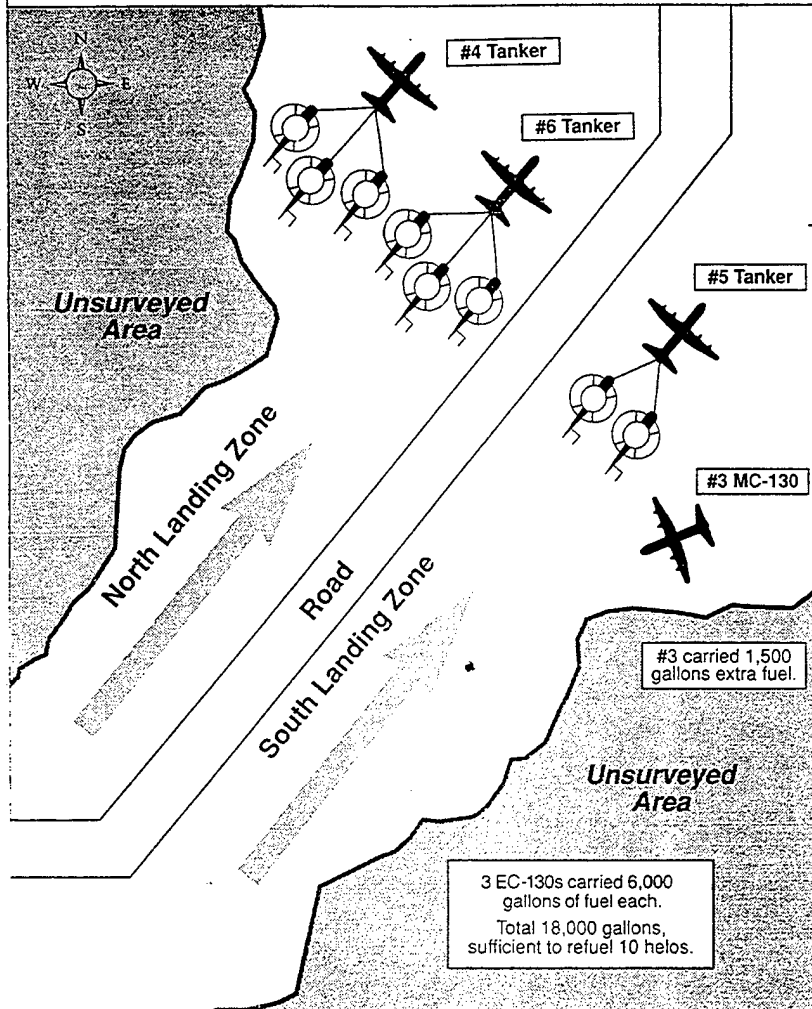 N
W E
S
#4 Tanker
#6 Tanker
#5 Tanker
#3 MC-130
Unsurveyed
Area
North Landing Zone
Road
South Landing Zone
#3 carried 1,500
gallons extra fuel.
Unsurveyed
Area
3 EC-130s carried 6,000
gallons of fuel each.
Total 18,000 gallons,
sufficient to refuel 10 helos.